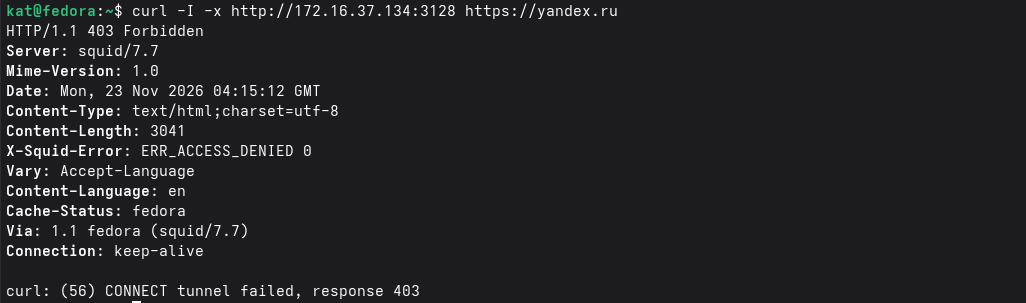 kat@fedora:~$ curl -I -x http://172.16.37.134:3128 https://yandex.ru
HTTP/1.1 403 Forbidden
Server: squid/7.7
Mime-Version: 1.0
Date: Mon, 23 Nov 2026 04:15:12 GMT
Content-Type: text/html;charset=utf-8
Content-Length: 3041
X-Squid-Error: ERR_ACCESS_DENIED 0
Vary: Accept-Language
Content-Language: en
Cache-Status: fedora
Via: 1.1 fedora (squid/7.7)
Connection: keep-alive
curl: (56) CONNECT tunnel failed, response 403